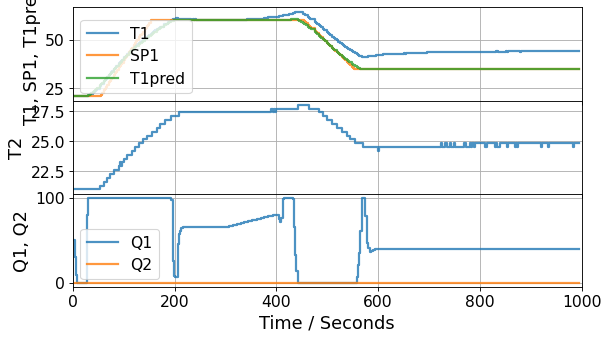 T1, SP1, T1pred
50
25
T1
SP1
T1pred
T2
27.5
25.0
22.5
Q1, Q2
100
0
Q1
Q2
0 200 400 600 800 1000
Time / Seconds